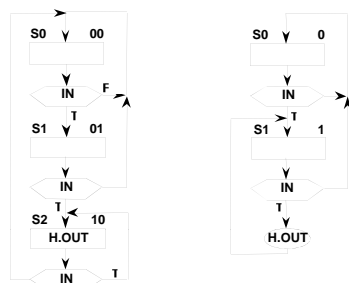 S0 00
IN F
T
S1 01
IN
T
S2 10
H.OUT
IN T
S0 0
IN
T
S1 1
IN
T
H.OUT